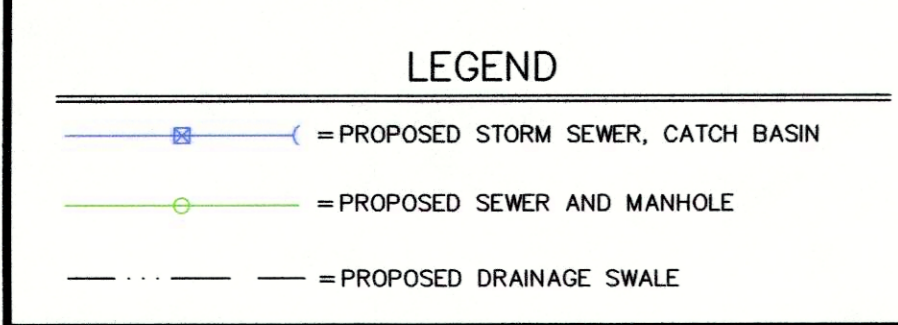 LEGEND
=PROPOSED STORM SEWER, CATCH BASIN
=PROPOSED SEWER AND MANHOLE
=PROPOSED DRAINAGE SWALE